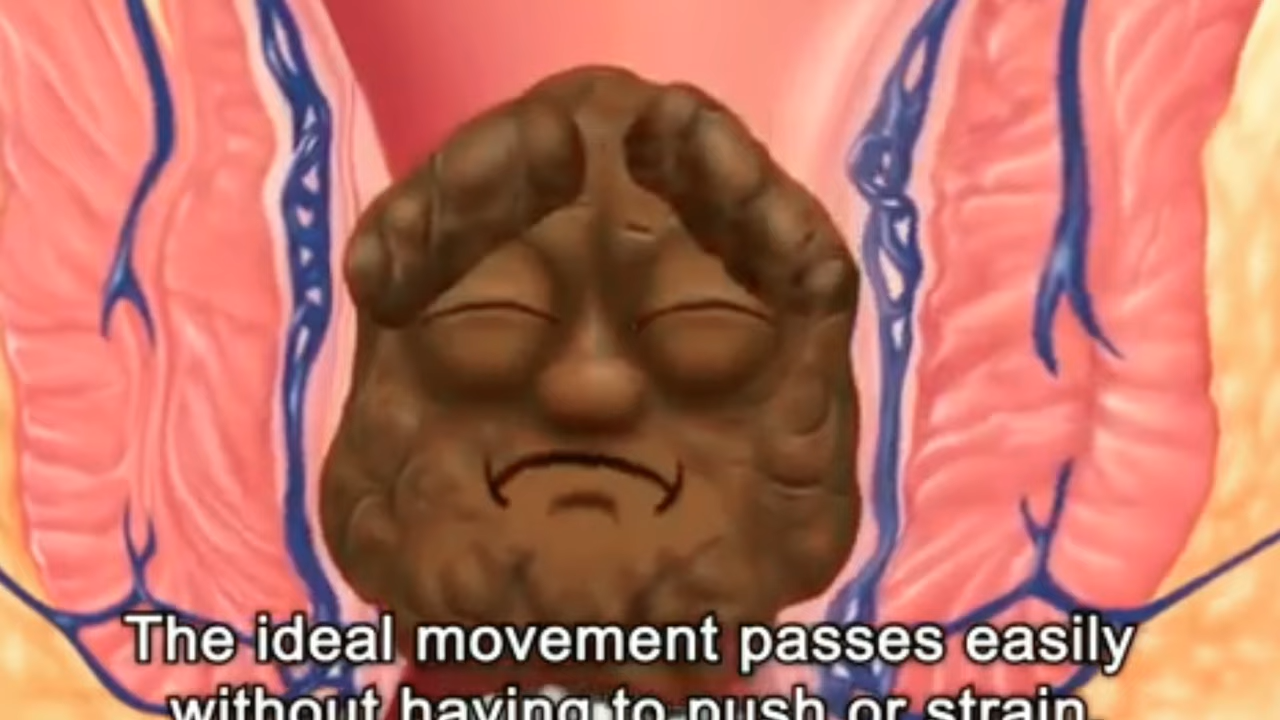 The ideal movement passes easily
without having to push or strain.